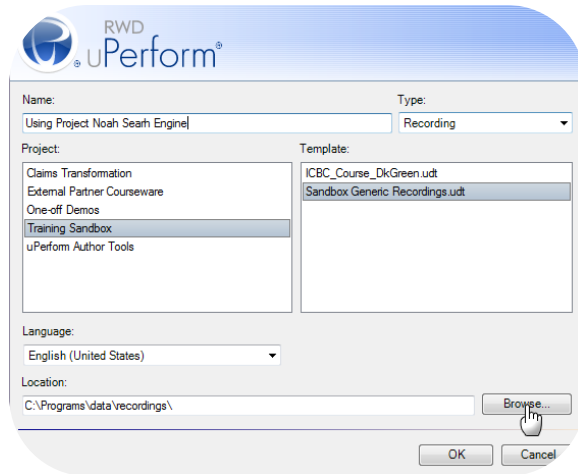 RWD
uPerform®
Name:
Type:
Using Project Noah Searh Engine
Recording
Project:
Template:
Claims Transformation
External Partner Courseware
One-off Demos
Training Sandbox
uPerform Author Tools
ICBC_Course_DkGreen.udt
Sandbox Generic Recordings.udt
Language:
English (United States)
Location:
C:\Programs\data\recordings\
Browse...
OK
Cancel